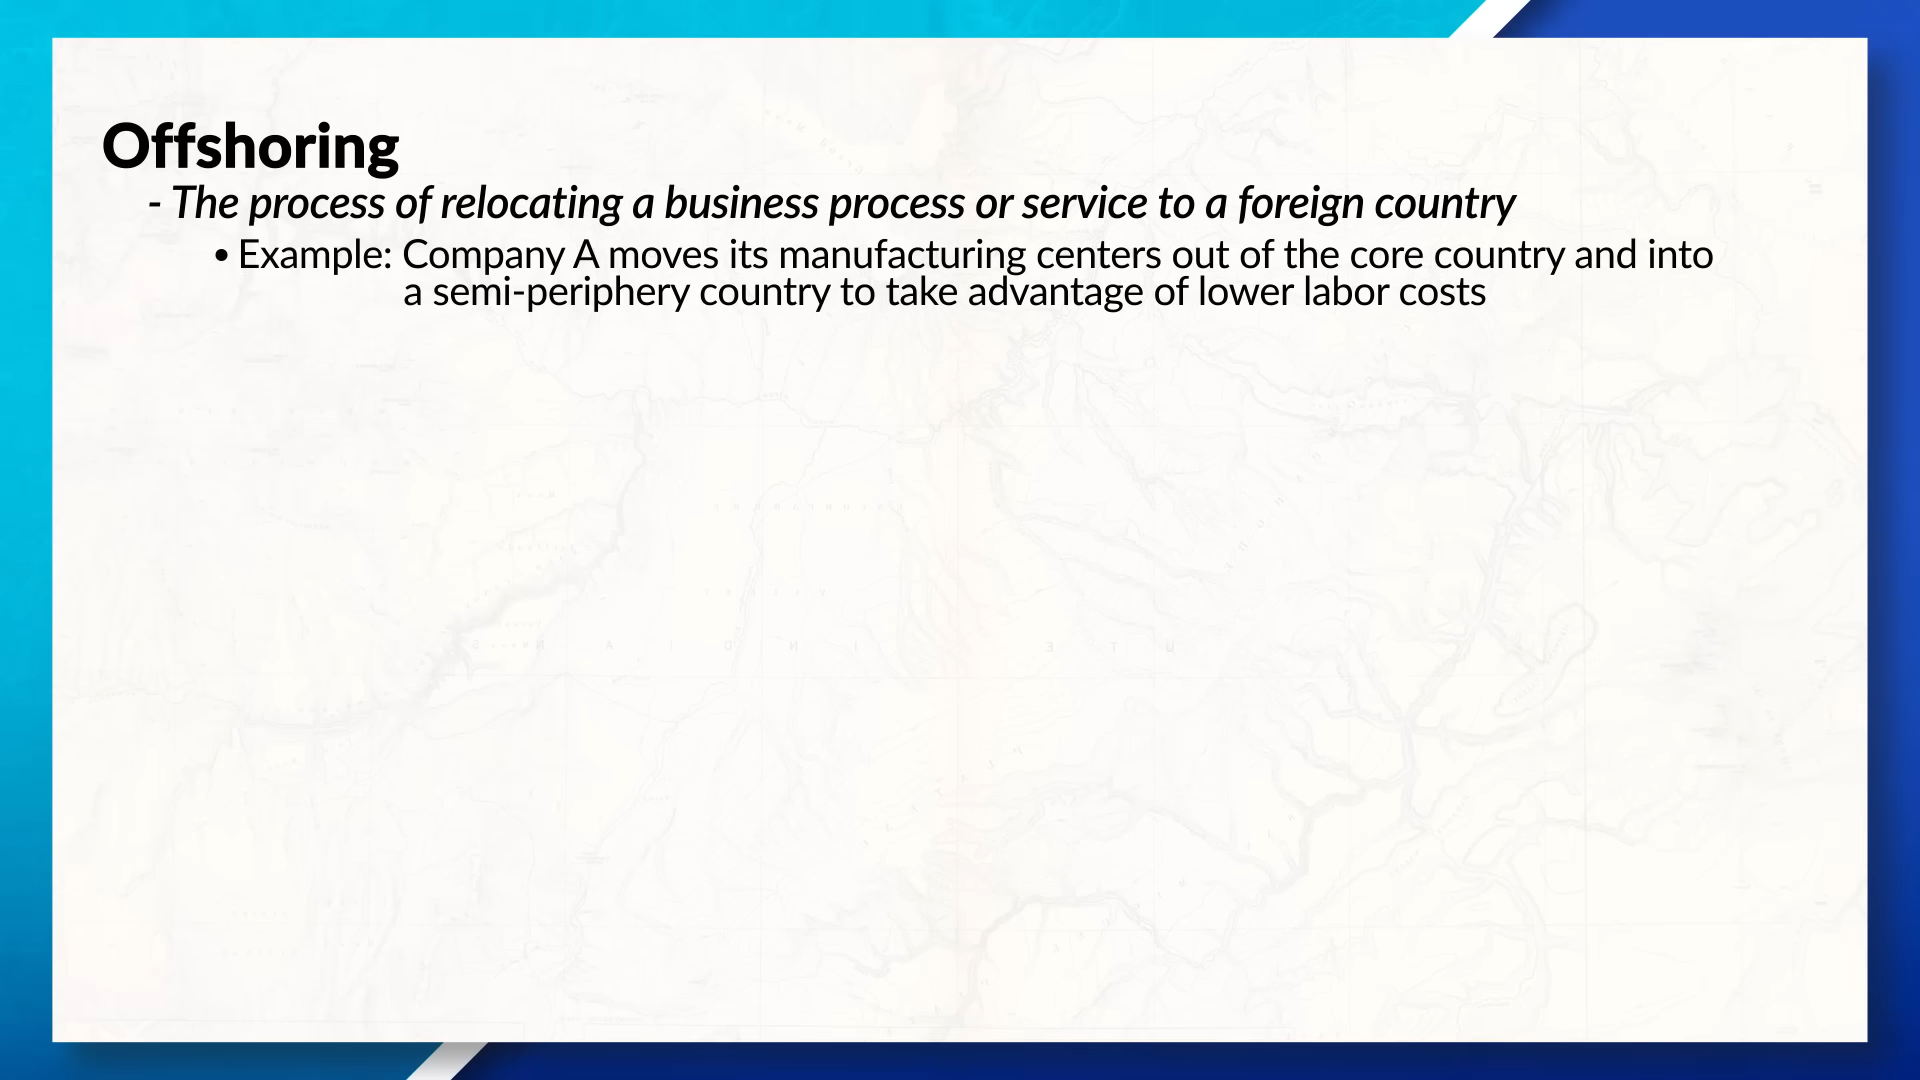 Offshoring
- The process of relocating a business process or service to a foreign country
• Example: Company A moves its manufacturing centers out of the core country and into
a semi-periphery country to take advantage of lower labor costs